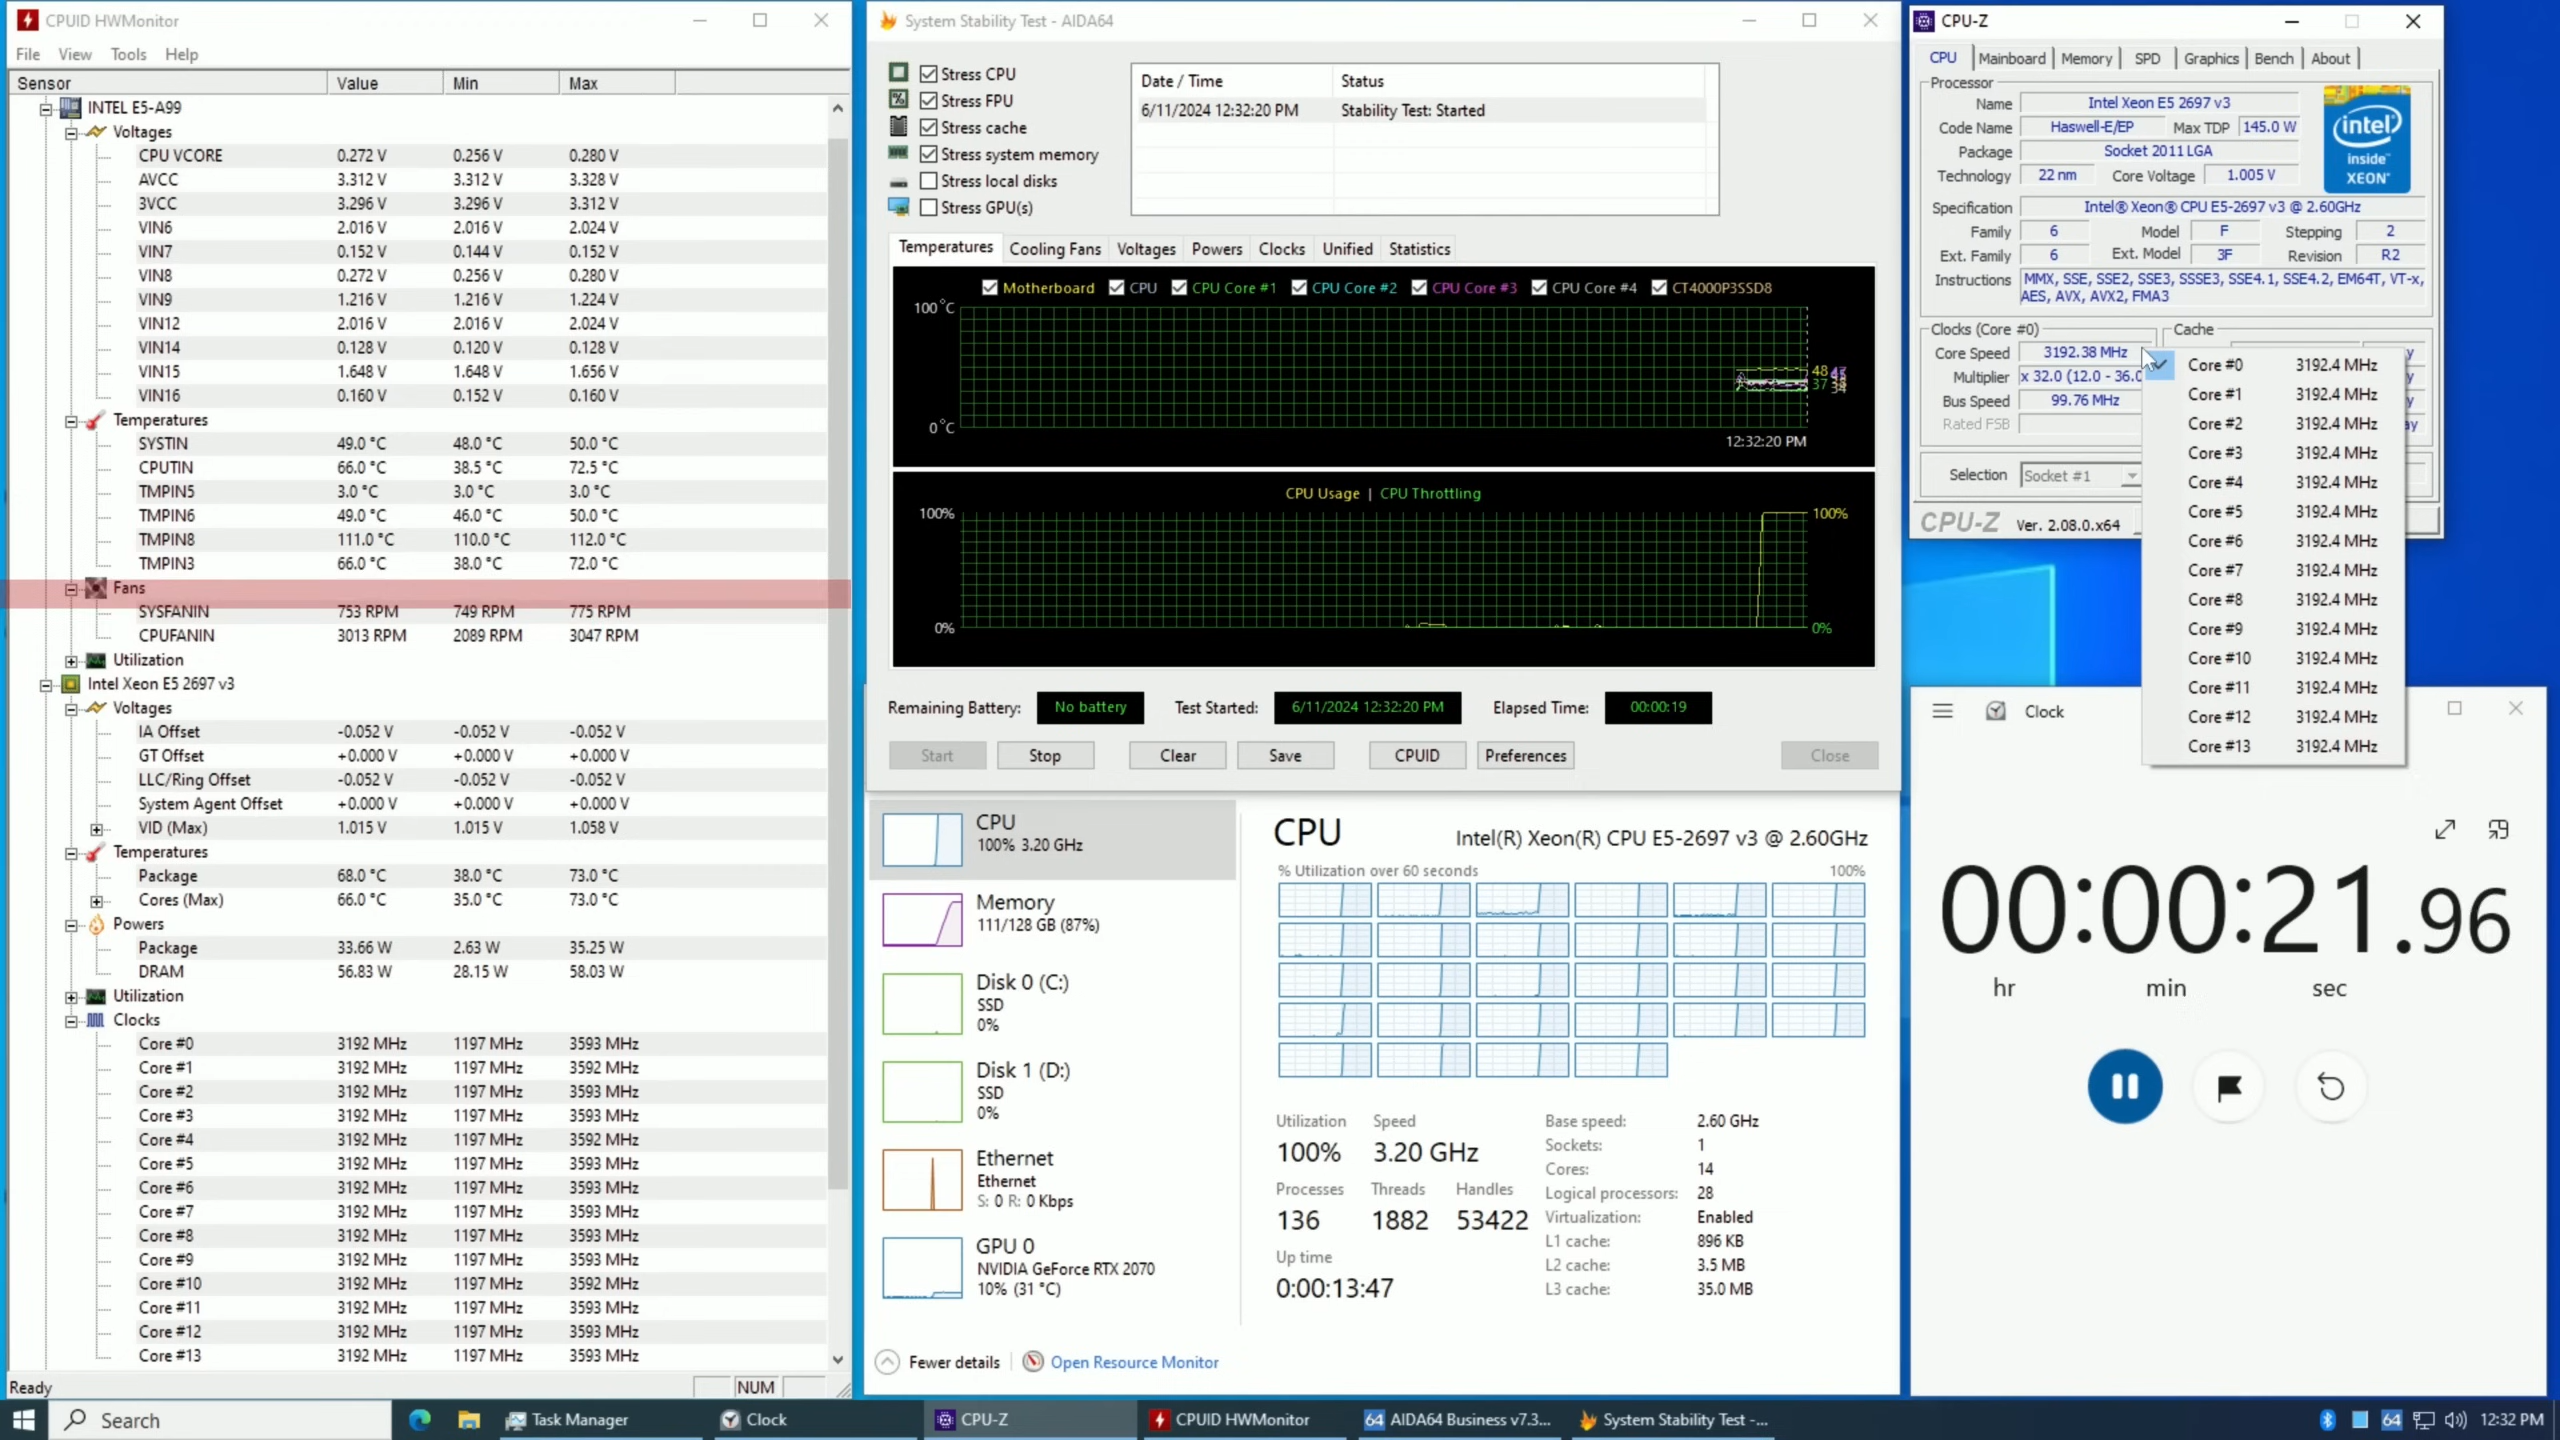 CPUID HWMonitor
File View Tools Help
Sensor Value Min Max
INTEL E5-A99
Voltages
CPU VCORE 0.272 V 0.256 V 0.280 V
AVCC 3.312 V 3.312 V 3.328 V
3VCC 3.296 V 3.296 V 3.312 V
VIN6 2.016 V 2.016 V 2.024 V
VIN7 0.152 V 0.144 V 0.152 V
VIN8 0.272 V 0.256 V 0.280 V
VIN9 1.216 V 1.216 V 1.224 V
VIN12 2.016 V 2.016 V 2.024 V
VIN14 0.128 V 0.120 V 0.128 V
VIN15 1.648 V 1.648 V 1.656 V
VIN16 0.160 V 0.152 V 0.160 V
Temperatures
SYSTIN 49.0 °C 48.0 °C 50.0 °C
CPUTIN 66.0 °C 38.5 °C 72.5 °C
TMPIN5 3.0 °C 3.0 °C 3.0 °C
TMPIN6 49.0 °C 46.0 °C 50.0 °C
TMPIN8 111.0 °C 110.0 °C 112.0 °C
TMPIN3 66.0 °C 38.0 °C 72.0 °C
Fans
SYSFANIN 753 RPM 749 RPM 775 RPM
CPUFANIN 3013 RPM 2089 RPM 3047 RPM
Utilization
Intel Xeon E5 2697 v3
Voltages
IA Offset -0.052 V -0.052 V -0.052 V
GT Offset +0.000 V +0.000 V +0.000 V
LLC/Ring Offset -0.052 V -0.052 V -0.052 V
System Agent Offset +0.000 V +0.000 V +0.000 V
VID (Max) 1.015 V 1.015 V 1.058 V
Temperatures
Package 68.0 °C 38.0 °C 73.0 °C
Cores (Max) 66.0 °C 35.0 °C 73.0 °C
Powers
Package 33.66 W 2.63 W 35.25 W
DRAM 56.83 W 28.15 W 58.03 W
Utilization
Clocks
Core #0 3192 MHz 1197 MHz 3593 MHz
Core #1 3192 MHz 1197 MHz 3592 MHz
Core #2 3192 MHz 1197 MHz 3593 MHz
Core #3 3192 MHz 1197 MHz 3593 MHz
Core #4 3192 MHz 1197 MHz 3592 MHz
Core #5 3192 MHz 1197 MHz 3593 MHz
Core #6 3192 MHz 1197 MHz 3593 MHz
Core #7 3192 MHz 1197 MHz 3593 MHz
Core #8 3192 MHz 1197 MHz 3593 MHz
Core #9 3192 MHz 1197 MHz 3593 MHz
Core #10 3192 MHz 1197 MHz 3592 MHz
Core #11 3192 MHz 1197 MHz 3593 MHz
Core #12 3192 MHz 1197 MHz 3593 MHz
Core #13 3192 MHz 1197 MHz 3593 MHz
Ready NUM
System Stability Test - AIDA64
Stress CPU
Stress FPU
Stress cache
Stress system memory
Stress local disks
Stress GPU(s)
Date / Time Status
6/11/2024 12:32:20 PM Stability Test: Started
Temperatures Cooling Fans Voltages Powers Clocks Unified Statistics
Motherboard CPU CPU Core #1 CPU Core #2 CPU Core #3 CPU Core #4 CT4000P3SSD8
100°C
48
37
0°C
12:32:20 PM
CPU Usage | CPU Throttling
100% 100%
0% 0%
Remaining Battery: No battery Test Started: 6/11/2024 12:32:20 PM Elapsed Time: 00:00:19
Start Stop Clear Save CPUID Preferences Close
CPU
100% 3.20 GHz
Memory
111/128 GB (87%)
Disk 0 (C:)
SSD
0%
Disk 1 (D:)
SSD
0%
Ethernet
Ethernet
S: 0 R: 0 Kbps
GPU 0
NVIDIA GeForce RTX 2070
10% (31 °C)
CPU Intel(R) Xeon(R) CPU E5-2697 v3 @ 2.60GHz
% Utilization over 60 seconds 100%
Utilization Speed
100% 3.20 GHz
Processes Threads Handles
136 1882 53422
Up time
0:00:13:47
Base speed: 2.60 GHz
Sockets: 1
Cores: 14
Logical processors: 28
Virtualization: Enabled
L1 cache: 896 KB
L2 cache: 3.5 MB
L3 cache: 35.0 MB
Fewer details Open Resource Monitor
CPU-Z
CPU Mainboard Memory SPD Graphics Bench About
Processor
Name Intel Xeon E5 2697 v3
Code Name Haswell-E/EP Max TDP 145.0 W
Package Socket 2011 LGA
Technology 22 nm Core Voltage 1.005 V
intel
inside™
XEON®
Specification Intel® Xeon® CPU E5-2697 v3 @ 2.60GHz
Family 6 Model F Stepping 2
Ext. Family 6 Ext. Model 3F Revision R2
Instructions MMX, SSE, SSE2, SSE3, SSSE3, SSE4.1, SSE4.2, EM64T, VT-x,
AES, AVX, AVX2, FMA3
Clocks (Core #0) Cache
Core Speed 3192.38 MHz
Multiplier x 32.0 (12.0 - 36.0
Bus Speed 99.76 MHz
Rated FSB
Selection Socket #1
CPU-Z Ver. 2.08.0.x64
Core #0 3192.4 MHz
Core #1 3192.4 MHz
Core #2 3192.4 MHz
Core #3 3192.4 MHz
Core #4 3192.4 MHz
Core #5 3192.4 MHz
Core #6 3192.4 MHz
Core #7 3192.4 MHz
Core #8 3192.4 MHz
Core #9 3192.4 MHz
Core #10 3192.4 MHz
Core #11 3192.4 MHz
Core #12 3192.4 MHz
Core #13 3192.4 MHz
Clock
00:00:21.96
hr min sec
Search Task Manager Clock CPU-Z CPUID HWMonitor 64 AIDA64 Business v7.3... System Stability Test -... 64 12:32 PM